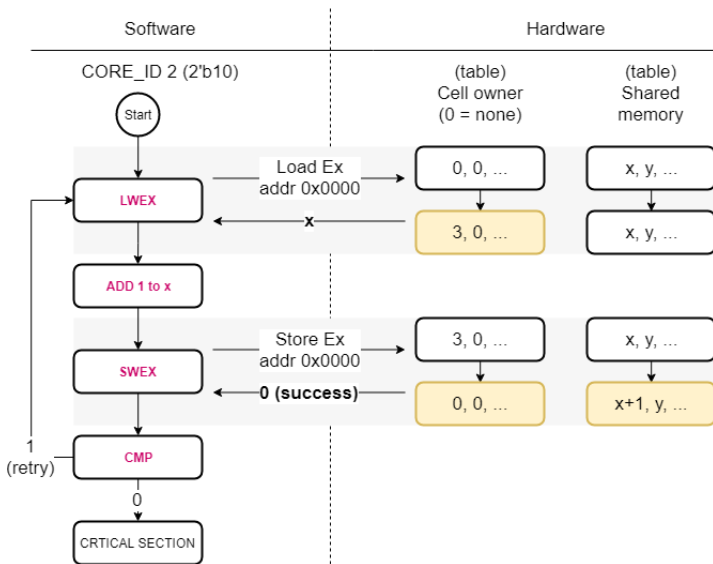 Software
Hardware
CORE_ID 2 (2'b10)
(table)
Cell owner
(0 = none)
(table)
Shared
memory
Start
Load Ex
addr 0x0000
0, 0, ...
x, y, ...
LWEX
x
3, 0, ...
x, y, ...
ADD 1 to x
Store Ex
addr 0x0000
3, 0, ...
x, y, ...
SWEX
0 (success)
0, 0, ...
x+1, y, ...
1
(retry)
CMP
0
CRTICAL SECTION